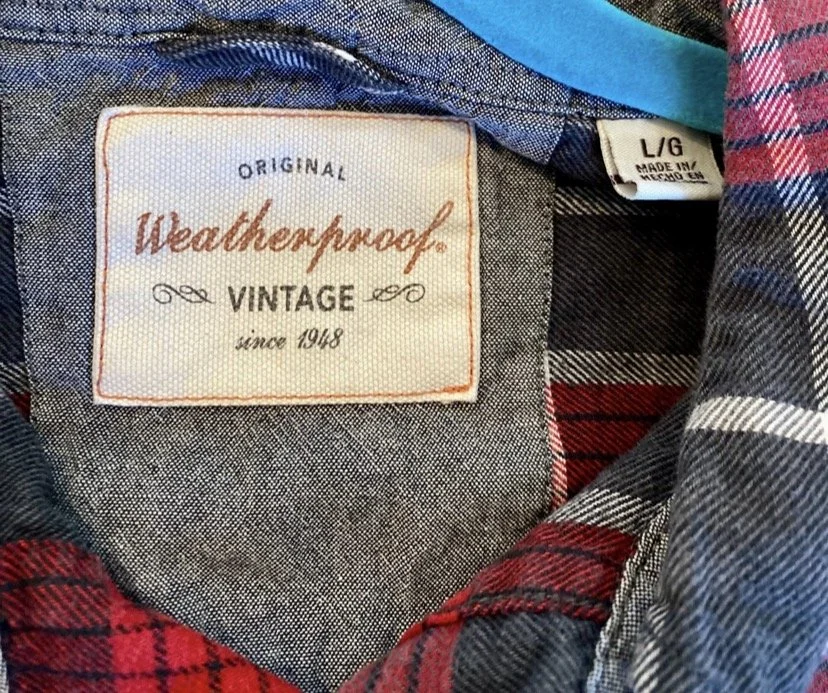 ORIGINAL
Weatherproof®
VINTAGE
since 1948
L/G
MADE IN/
HECHO EN